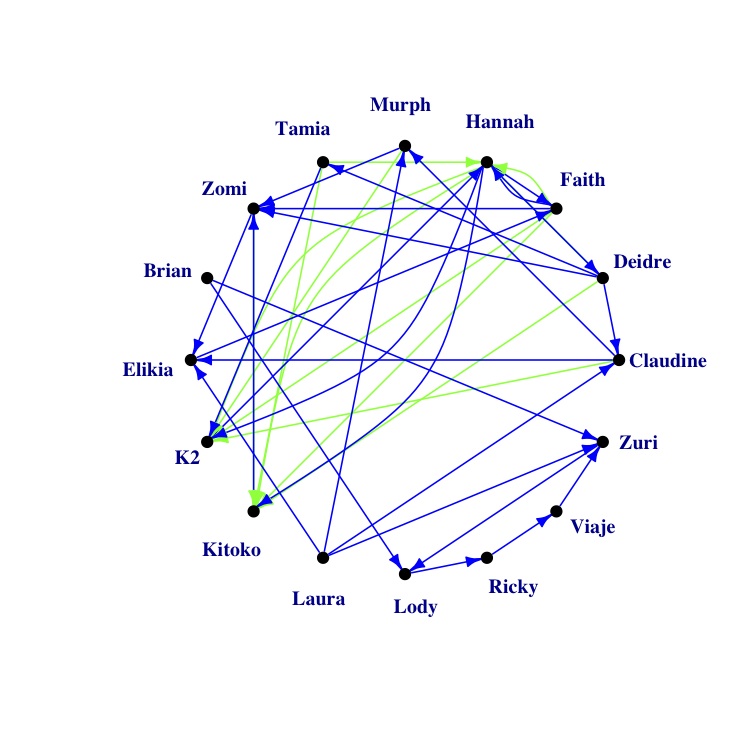 Murph
Hannah
Tamia
Faith
Zomi
Deidre
Brian
Claudine
Elikia
Zuri
K2
Viaje
Kitoko
Ricky
Laura
Lody